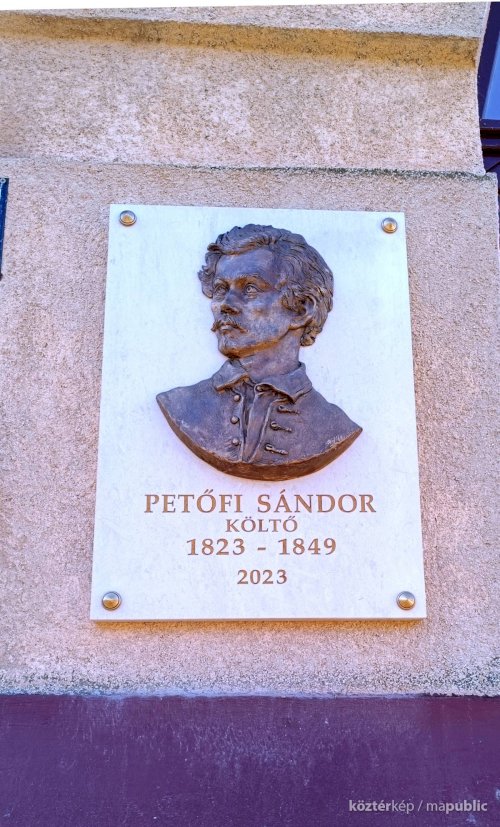 PETŐFI SÁNDOR
KÖLTŐ
1823 - 1849
2023
köztérkép / mapublic